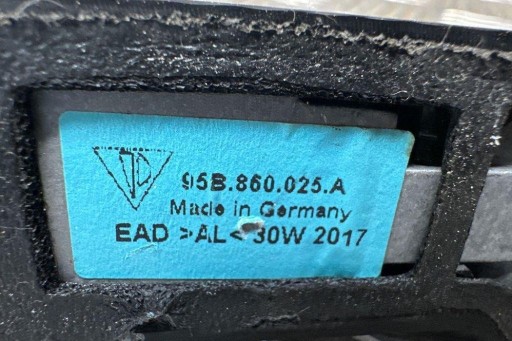 95B.860.025.A
Made in Germany
EAD >AL< 30W 2017